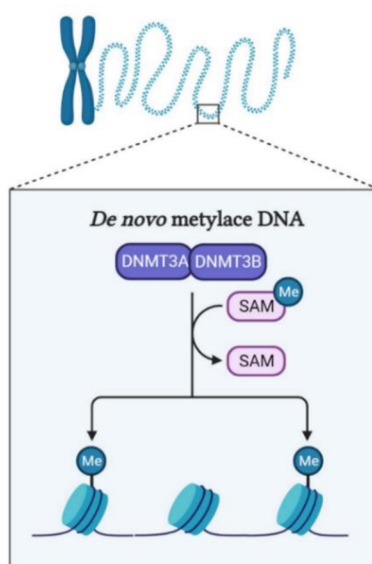 De novo metylace DNA
DNMT3A DNMT3B
Me
SAM
SAM
Me Me